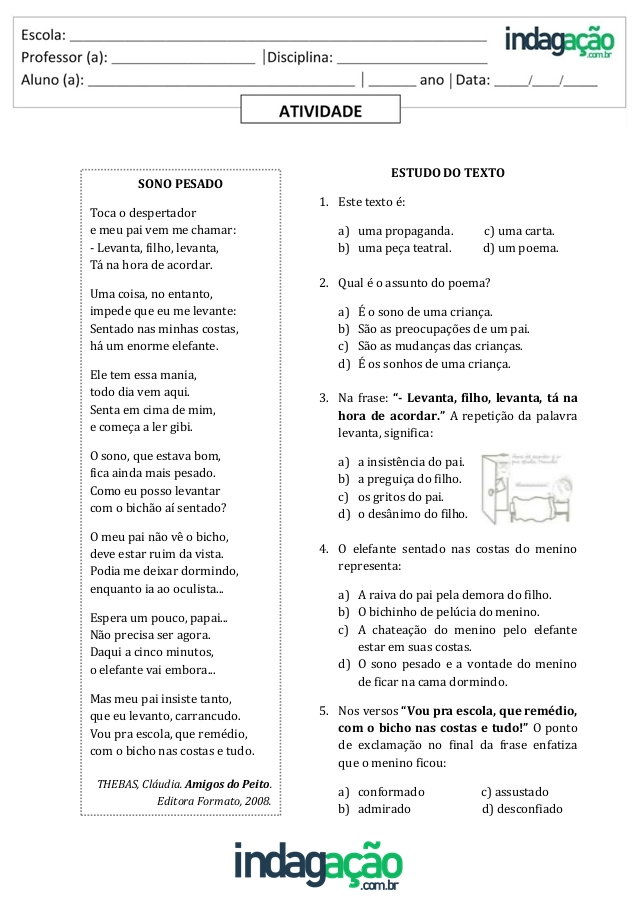 Escola: ____________________
indagação
.com.br
Professor (a): ____________________ |Disciplina: ____________________
Aluno (a): ____________________ | ______ ano |Data: _____/____/_____
ATIVIDADE
SONO PESADO
Toca o despertador
e meu pai vem me chamar:
- Levanta, filho, levanta,
Tá na hora de acordar.
Uma coisa, no entanto,
impede que eu me levante:
Sentado nas minhas costas,
há um enorme elefante.
Ele tem essa mania,
todo dia vem aqui.
Senta em cima de mim,
e começa a ler gibi.
O sono, que estava bom,
fica ainda mais pesado.
Como eu posso levantar
com o bichão aí sentado?
O meu pai não vê o bicho,
deve estar ruim da vista.
Podia me deixar dormindo,
enquanto ia ao oculista...
Espera um pouco, papai...
Não precisa ser agora.
Daqui a cinco minutos,
o elefante vai embora...
Mas meu pai insiste tanto,
que eu levanto, carrancudo.
Vou pra escola, que remédio,
com o bicho nas costas e tudo.
THEBAS, Cláudia. Amigos do Peito.
Editora Formato, 2008.
ESTUDO DO TEXTO
1. Este texto é:
a) uma propaganda. c) uma carta.
b) uma peça teatral. d) um poema.
2. Qual é o assunto do poema?
a) É o sono de uma criança.
b) São as preocupações de um pai.
c) São as mudanças das crianças.
d) É os sonhos de uma criança.
3. Na frase: “- Levanta, filho, levanta, tá na
hora de acordar.” A repetição da palavra
levanta, significa:
a) a insistência do pai.
b) a preguiça do filho.
c) os gritos do pai.
d) o desânimo do filho.
4. O elefante sentado nas costas do menino
representa:
a) A raiva do pai pela demora do filho.
b) O bichinho de pelúcia do menino.
c) A chateação do menino pelo elefante
estar em suas costas.
d) O sono pesado e a vontade do menino
de ficar na cama dormindo.
5. Nos versos “Vou pra escola, que remédio,
com o bicho nas costas e tudo!” O ponto
de exclamação no final da frase enfatiza
que o menino ficou:
a) conformado c) assustado
b) admirado d) desconfiado
indagação
.com.br